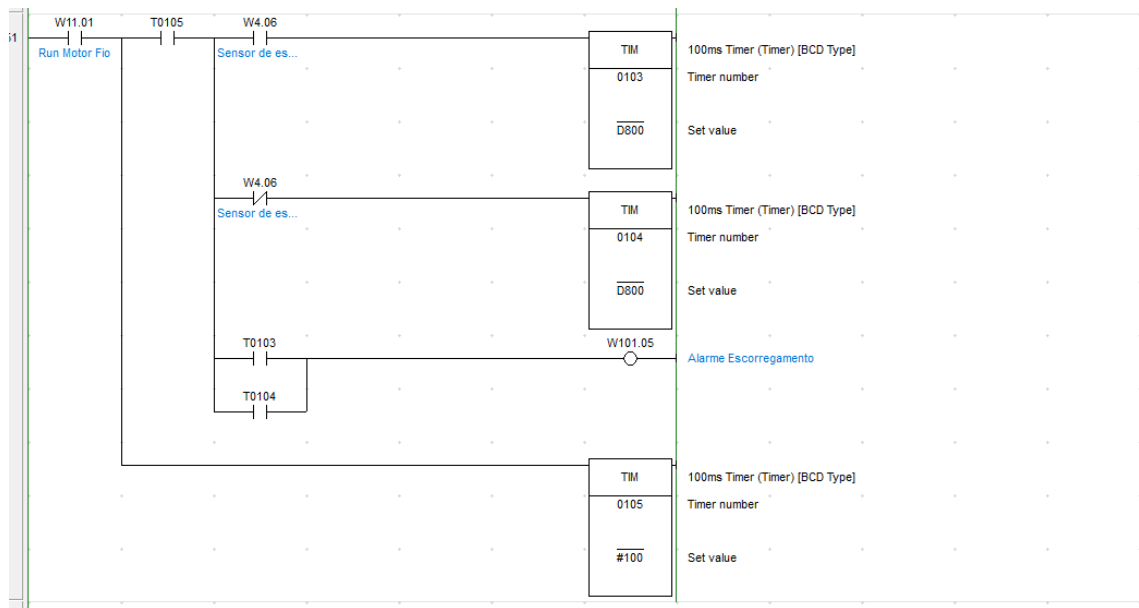 W11.01 T0105 W4.06
51
Run Motor Fio Sensor de es...
TIM 100ms Timer (Timer) [BCD Type]
0103 Timer number
D800 Set value
W4.06
Sensor de es...
TIM 100ms Timer (Timer) [BCD Type]
0104 Timer number
D800 Set value
T0103 W101.05
Alarme Escorregamento
T0104
TIM 100ms Timer (Timer) [BCD Type]
0105 Timer number
#100 Set value